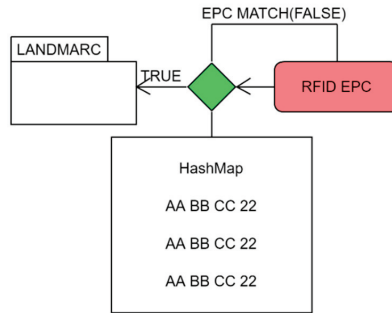 EPC MATCH(FALSE)
LANDMARC
TRUE
RFID EPC
HashMap
AA BB CC 22
AA BB CC 22
AA BB CC 22